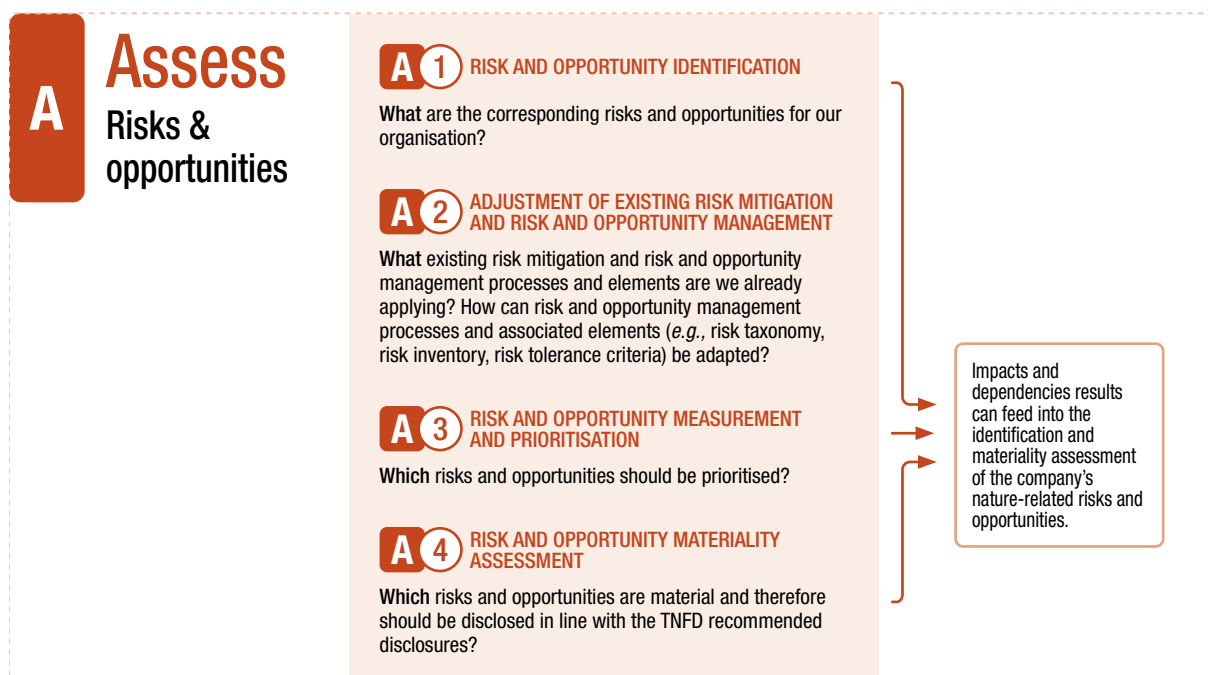 A
Assess
Risks &
opportunities
A 1 RISK AND OPPORTUNITY IDENTIFICATION
What are the corresponding risks and opportunities for our
organisation?
A 2 ADJUSTMENT OF EXISTING RISK MITIGATION
AND RISK AND OPPORTUNITY MANAGEMENT
What existing risk mitigation and risk and opportunity
management processes and elements are we already
applying? How can risk and opportunity management
processes and associated elements (e.g., risk taxonomy,
risk inventory, risk tolerance criteria) be adapted?
A 3 RISK AND OPPORTUNITY MEASUREMENT
AND PRIORITISATION
Which risks and opportunities should be prioritised?
A 4 RISK AND OPPORTUNITY MATERIALITY
ASSESSMENT
Which risks and opportunities are material and therefore
should be disclosed in line with the TNFD recommended
disclosures?
Impacts and
dependencies results
can feed into the
identification and
materiality assessment
of the company's
nature-related risks and
opportunities.